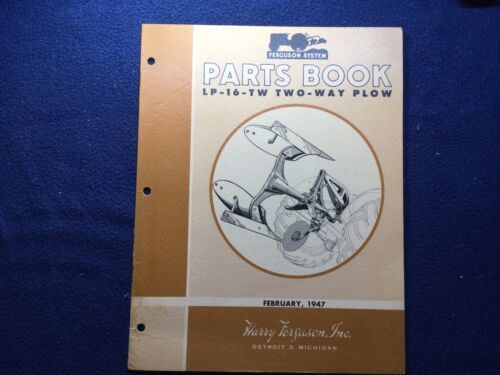 FERGUSON SYSTEM
PARTS BOOK
LP-16-TW TWO-WAY PLOW
FEBRUARY, 1947
Harry Ferguson, Inc.
DETROIT 2, MICHIGAN